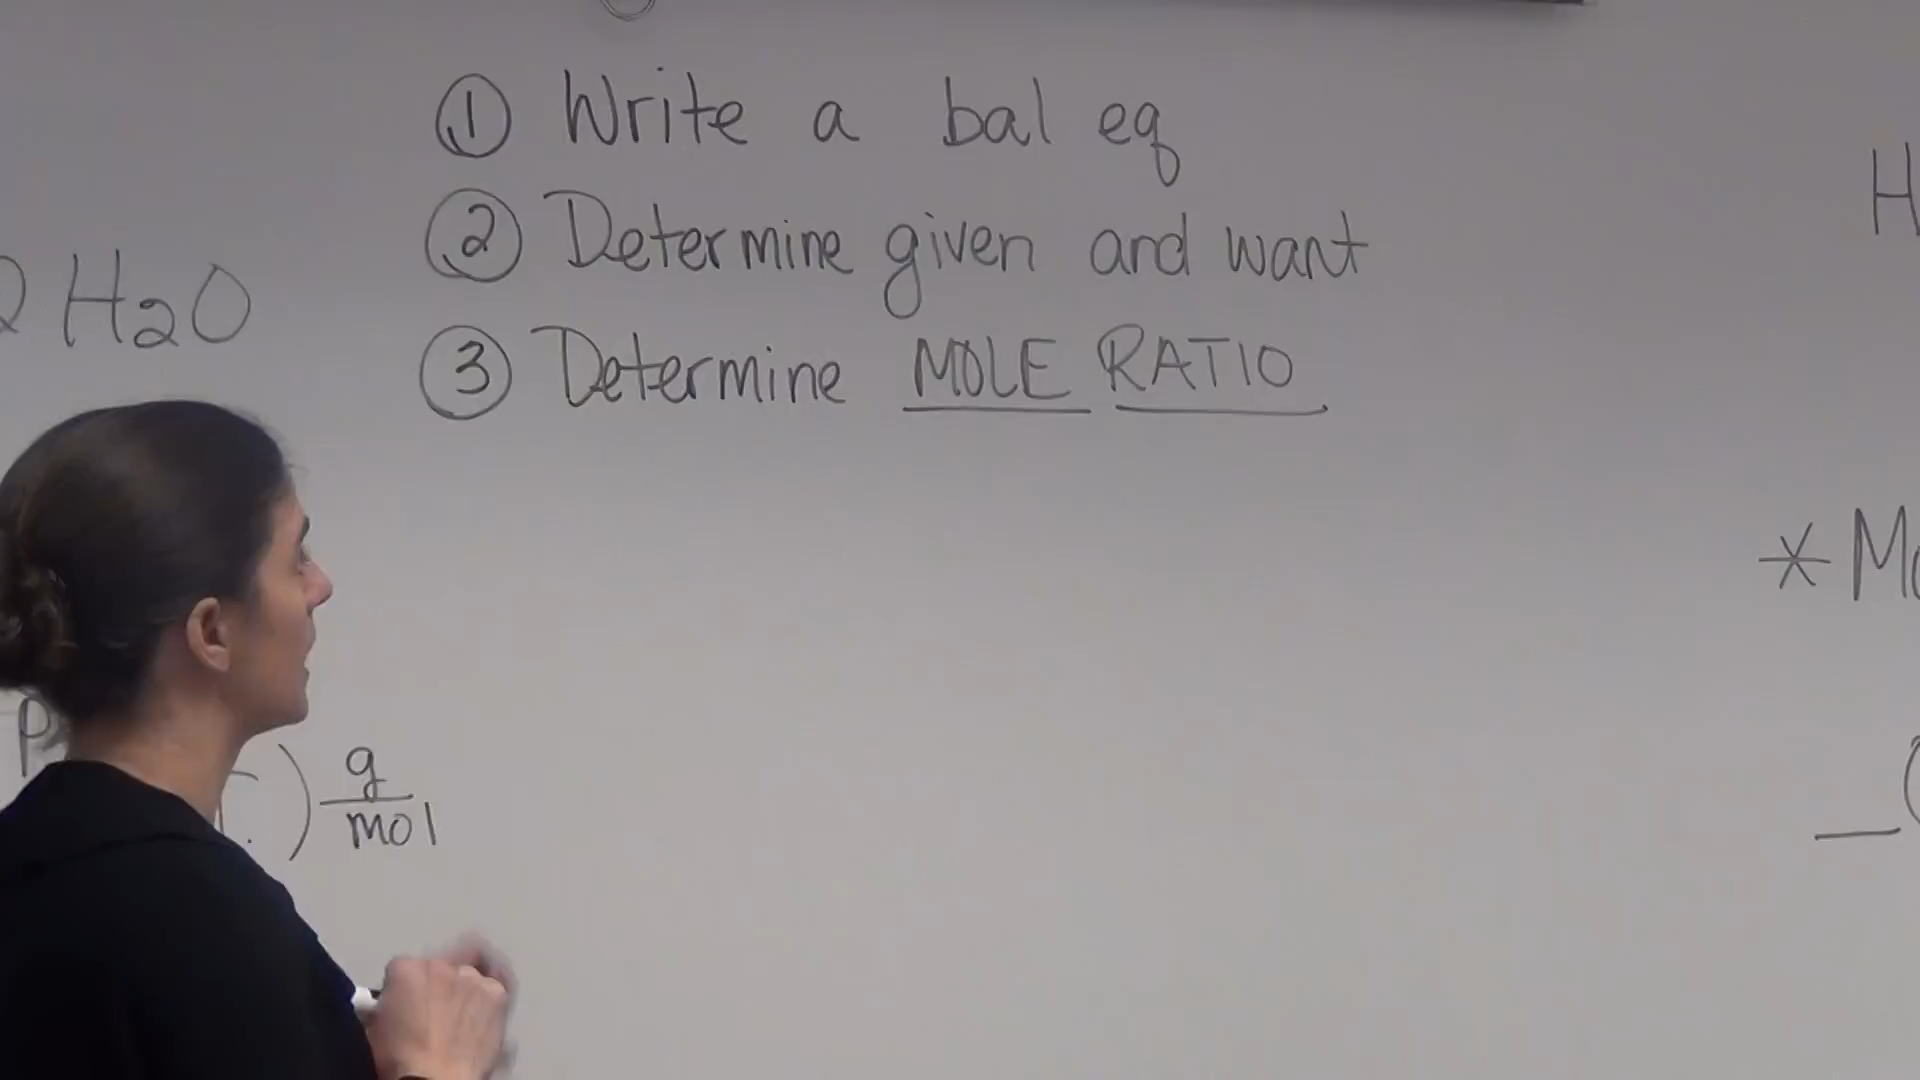 ① Write a bal eq
② Determine given and want
③ Determine MOLE RATIO
2 H₂O
g
mol
H